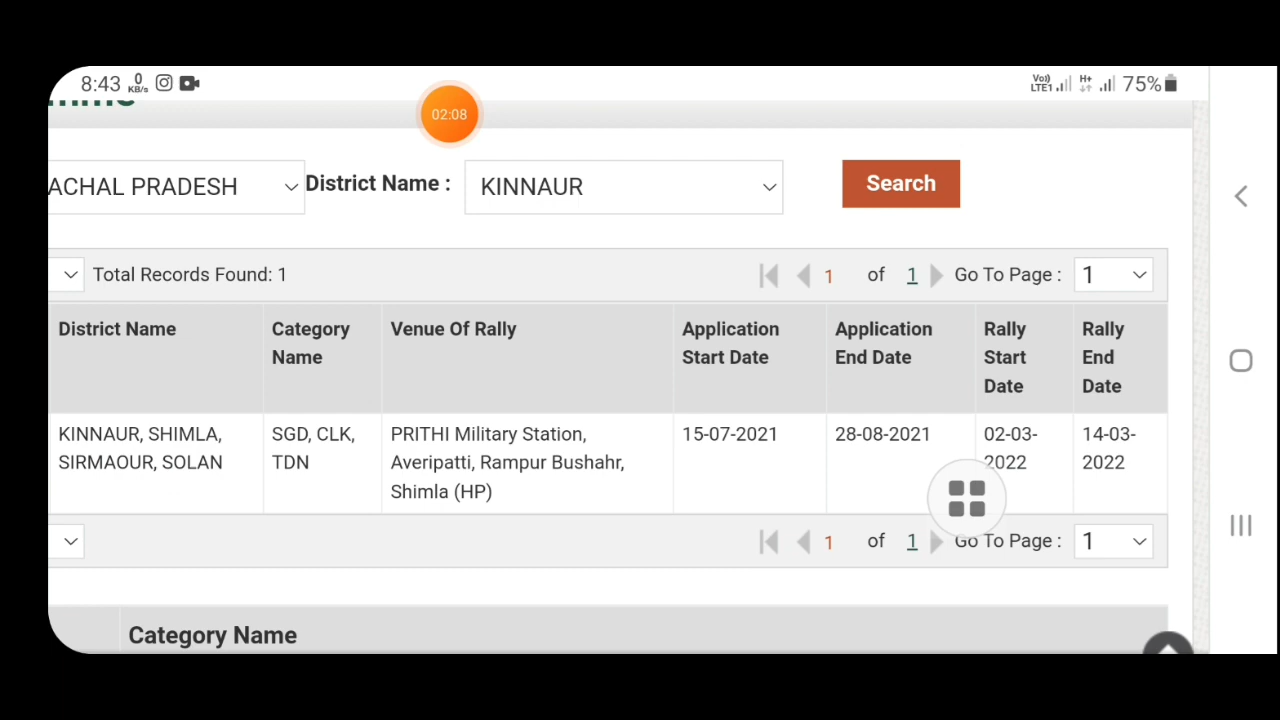 8:43 0 KB/s Vo)) LTE1 H+ 75%
02:08
ACHAL PRADESH District Name : KINNAUR Search
Total Records Found: 1 1 of 1 Go To Page : 1
District Name Category Name Venue Of Rally Application Start Date Application End Date Rally Start Date Rally End Date
KINNAUR, SHIMLA, SGD, CLK, PRITHI Military Station, 15-07-2021 28-08-2021 02-03- 14-03-
SIRMAOUR, SOLAN TDN Averipatti, Rampur Bushahr, 2022 2022
Shimla (HP)
1 of 1 Go To Page : 1
Category Name